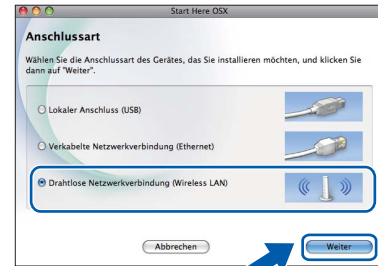 Start Here OSX
Anschlussart
Wählen Sie die Anschlussart des Gerätes, das Sie installieren möchten, und klicken Sie
dann auf "Weiter".
Lokaler Anschluss (USB)
Verkabelte Netzwerkverbindung (Ethernet)
Drahtlose Netzwerkverbindung (Wireless LAN)
Abbrechen
Weiter